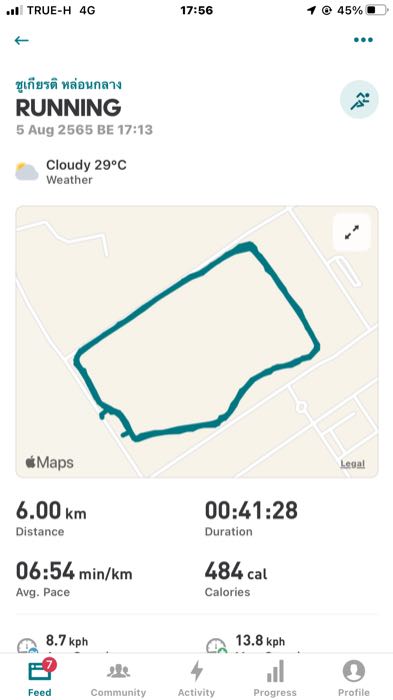 TRUE-H 4G
17:56
45%
ชูเกียรติ หล่อนกลาง
RUNNING
5 Aug 2565 BE 17:13
Cloudy 29°C
Weather
Maps
Legal
6.00 km
Distance
00:41:28
Duration
06:54 min/km
Avg. Pace
484 cal
Calories
8.7 kph
13.8 kph
7
Feed
Community
Activity
Progress
Profile